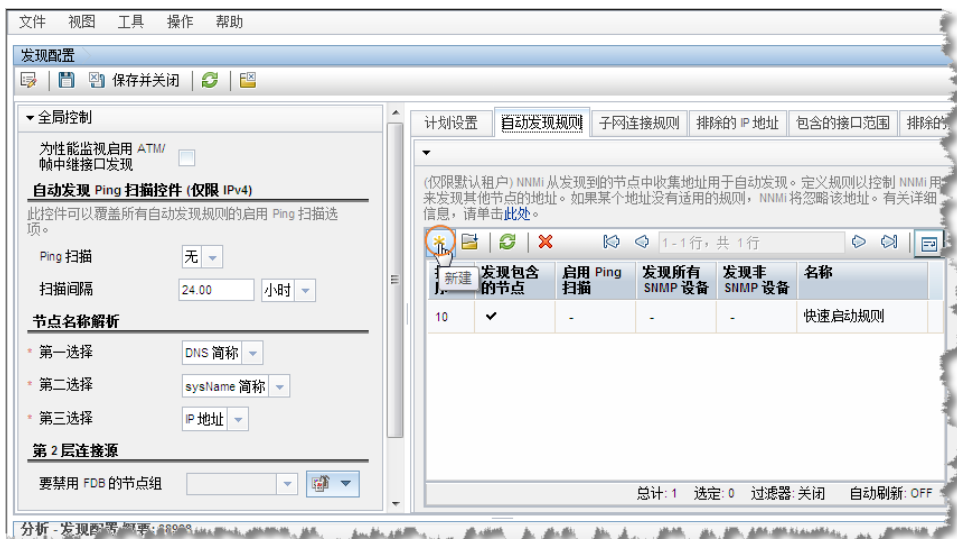 文件 视图 工具 操作 帮助
发现配置
保存并关闭
全局控制
为性能监视启用 ATM/
帧中继接口发现
自动发现 Ping 扫描控件 (仅限 IPv4)
此控件可以覆盖所有自动发现规则的启用 Ping 扫描选
项。
Ping 扫描 无
扫描间隔 24.00 小时
节点名称解析
* 第一选择 DNS 简称
* 第二选择 sysName 简称
* 第三选择 IP 地址
第 2 层连接源
要禁用 FDB 的节点组
计划设置 自动发现规则 子网连接规则 排除的 IP 地址 包含的接口范围 排除的
(仅限默认租户) NNMi 从发现到的节点中收集地址用于自动发现。定义规则以控制 NNMi 用
来发现其他节点的地址。如果某个地址没有适用的规则，NNMi 将忽略该地址。有关详细
信息，请单击此处。
1 - 1 行，共 1 行
新建
发现包含的节点 启用 Ping 扫描 发现所有 SNMP 设备 发现非 SNMP 设备 名称
10 - - - 快速启动规则
总计: 1 选定: 0 过滤器: 关闭 自动刷新: OFF
分析 - 发现配置 概要: